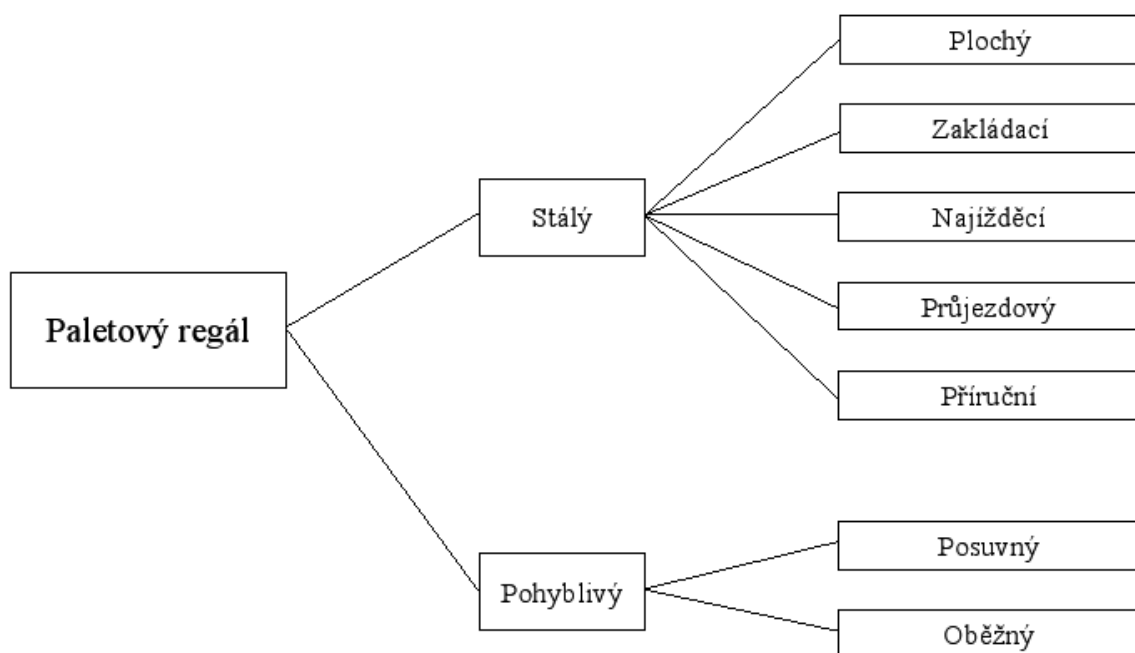 Paletový regál
Stálý
Plochý
Zakládací
Najížděcí
Průjezdový
Příruční
Pohyblivý
Posuvný
Oběžný